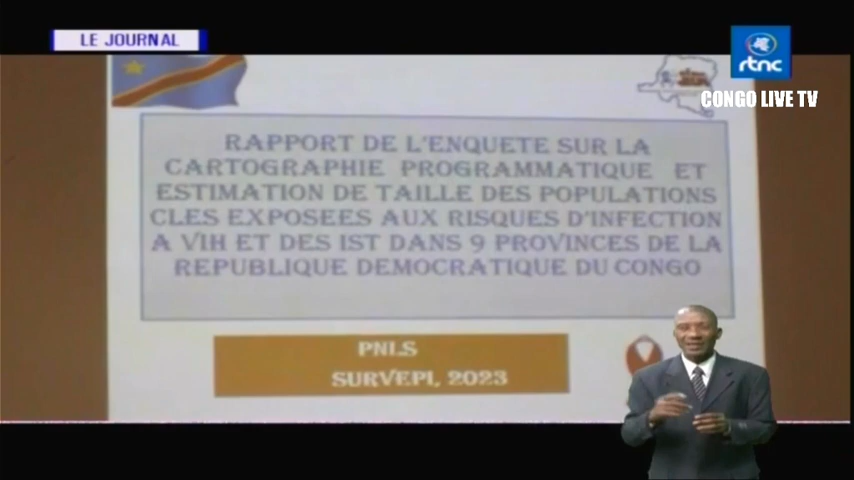 LE JOURNAL
rtnc
CONGO LIVE TV
RAPPORT DE L'ENQUETE SUR LA
CARTOGRAPHIE PROGRAMMATIQUE ET
ESTIMATION DE TAILLE DES POPULATIONS
CLES EXPOSEES AUX RISQUES D'INFECTION
A VIH ET DES IST DANS 9 PROVINCES DE LA
REPUBLIQUE DEMOCRATIQUE DU CONGO
PNLS
SURVEPI, 2023